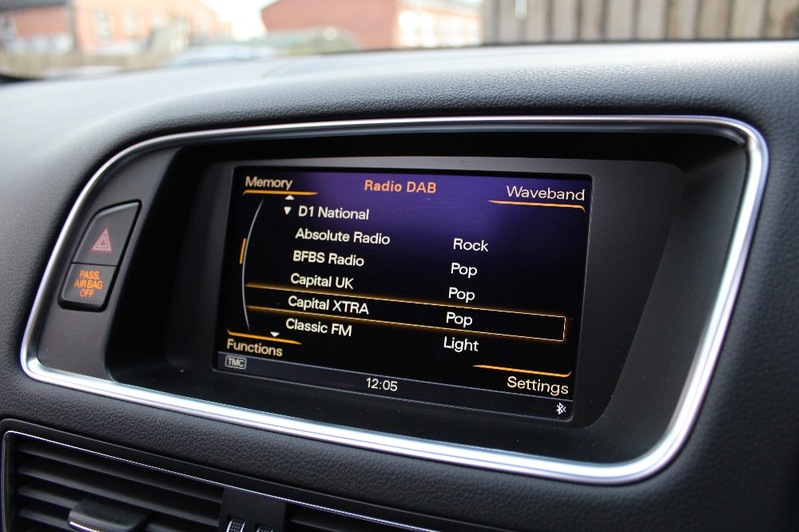 Memory Radio DAB Waveband
D1 National
Absolute Radio Rock
BFBS Radio Pop
Capital UK Pop
Capital XTRA Pop
Classic FM Light
Functions Settings
TMC
12:05
PASS.
AIR BAG
OFF